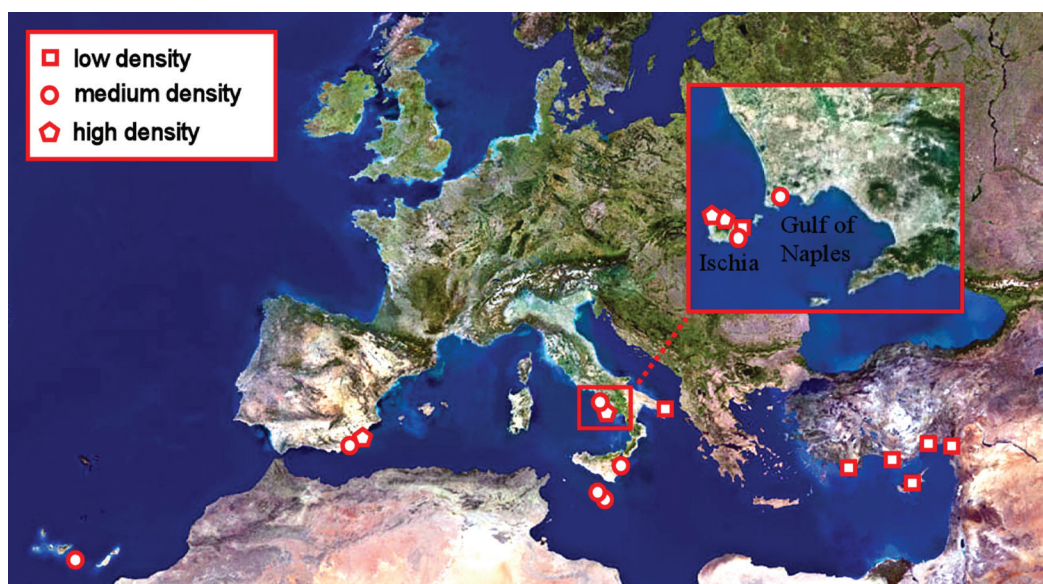 low density
medium density
high density
Gulf of
Naples
Ischia